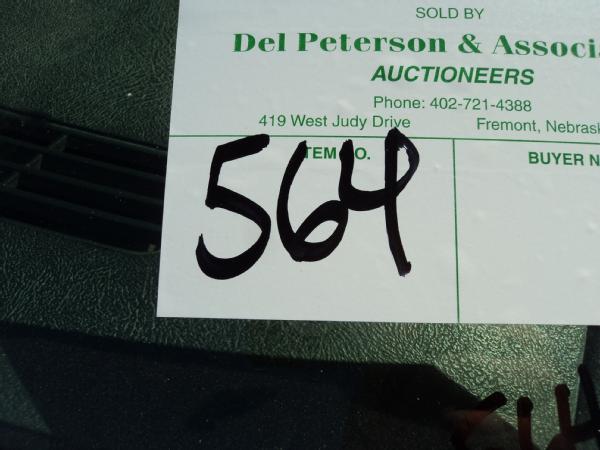 SOLD BY
Del Peterson & Associa
AUCTIONEERS
Phone: 402-721-4388
419 West Judy Drive Fremont, Nebrask
TEM NO. BUYER N
564